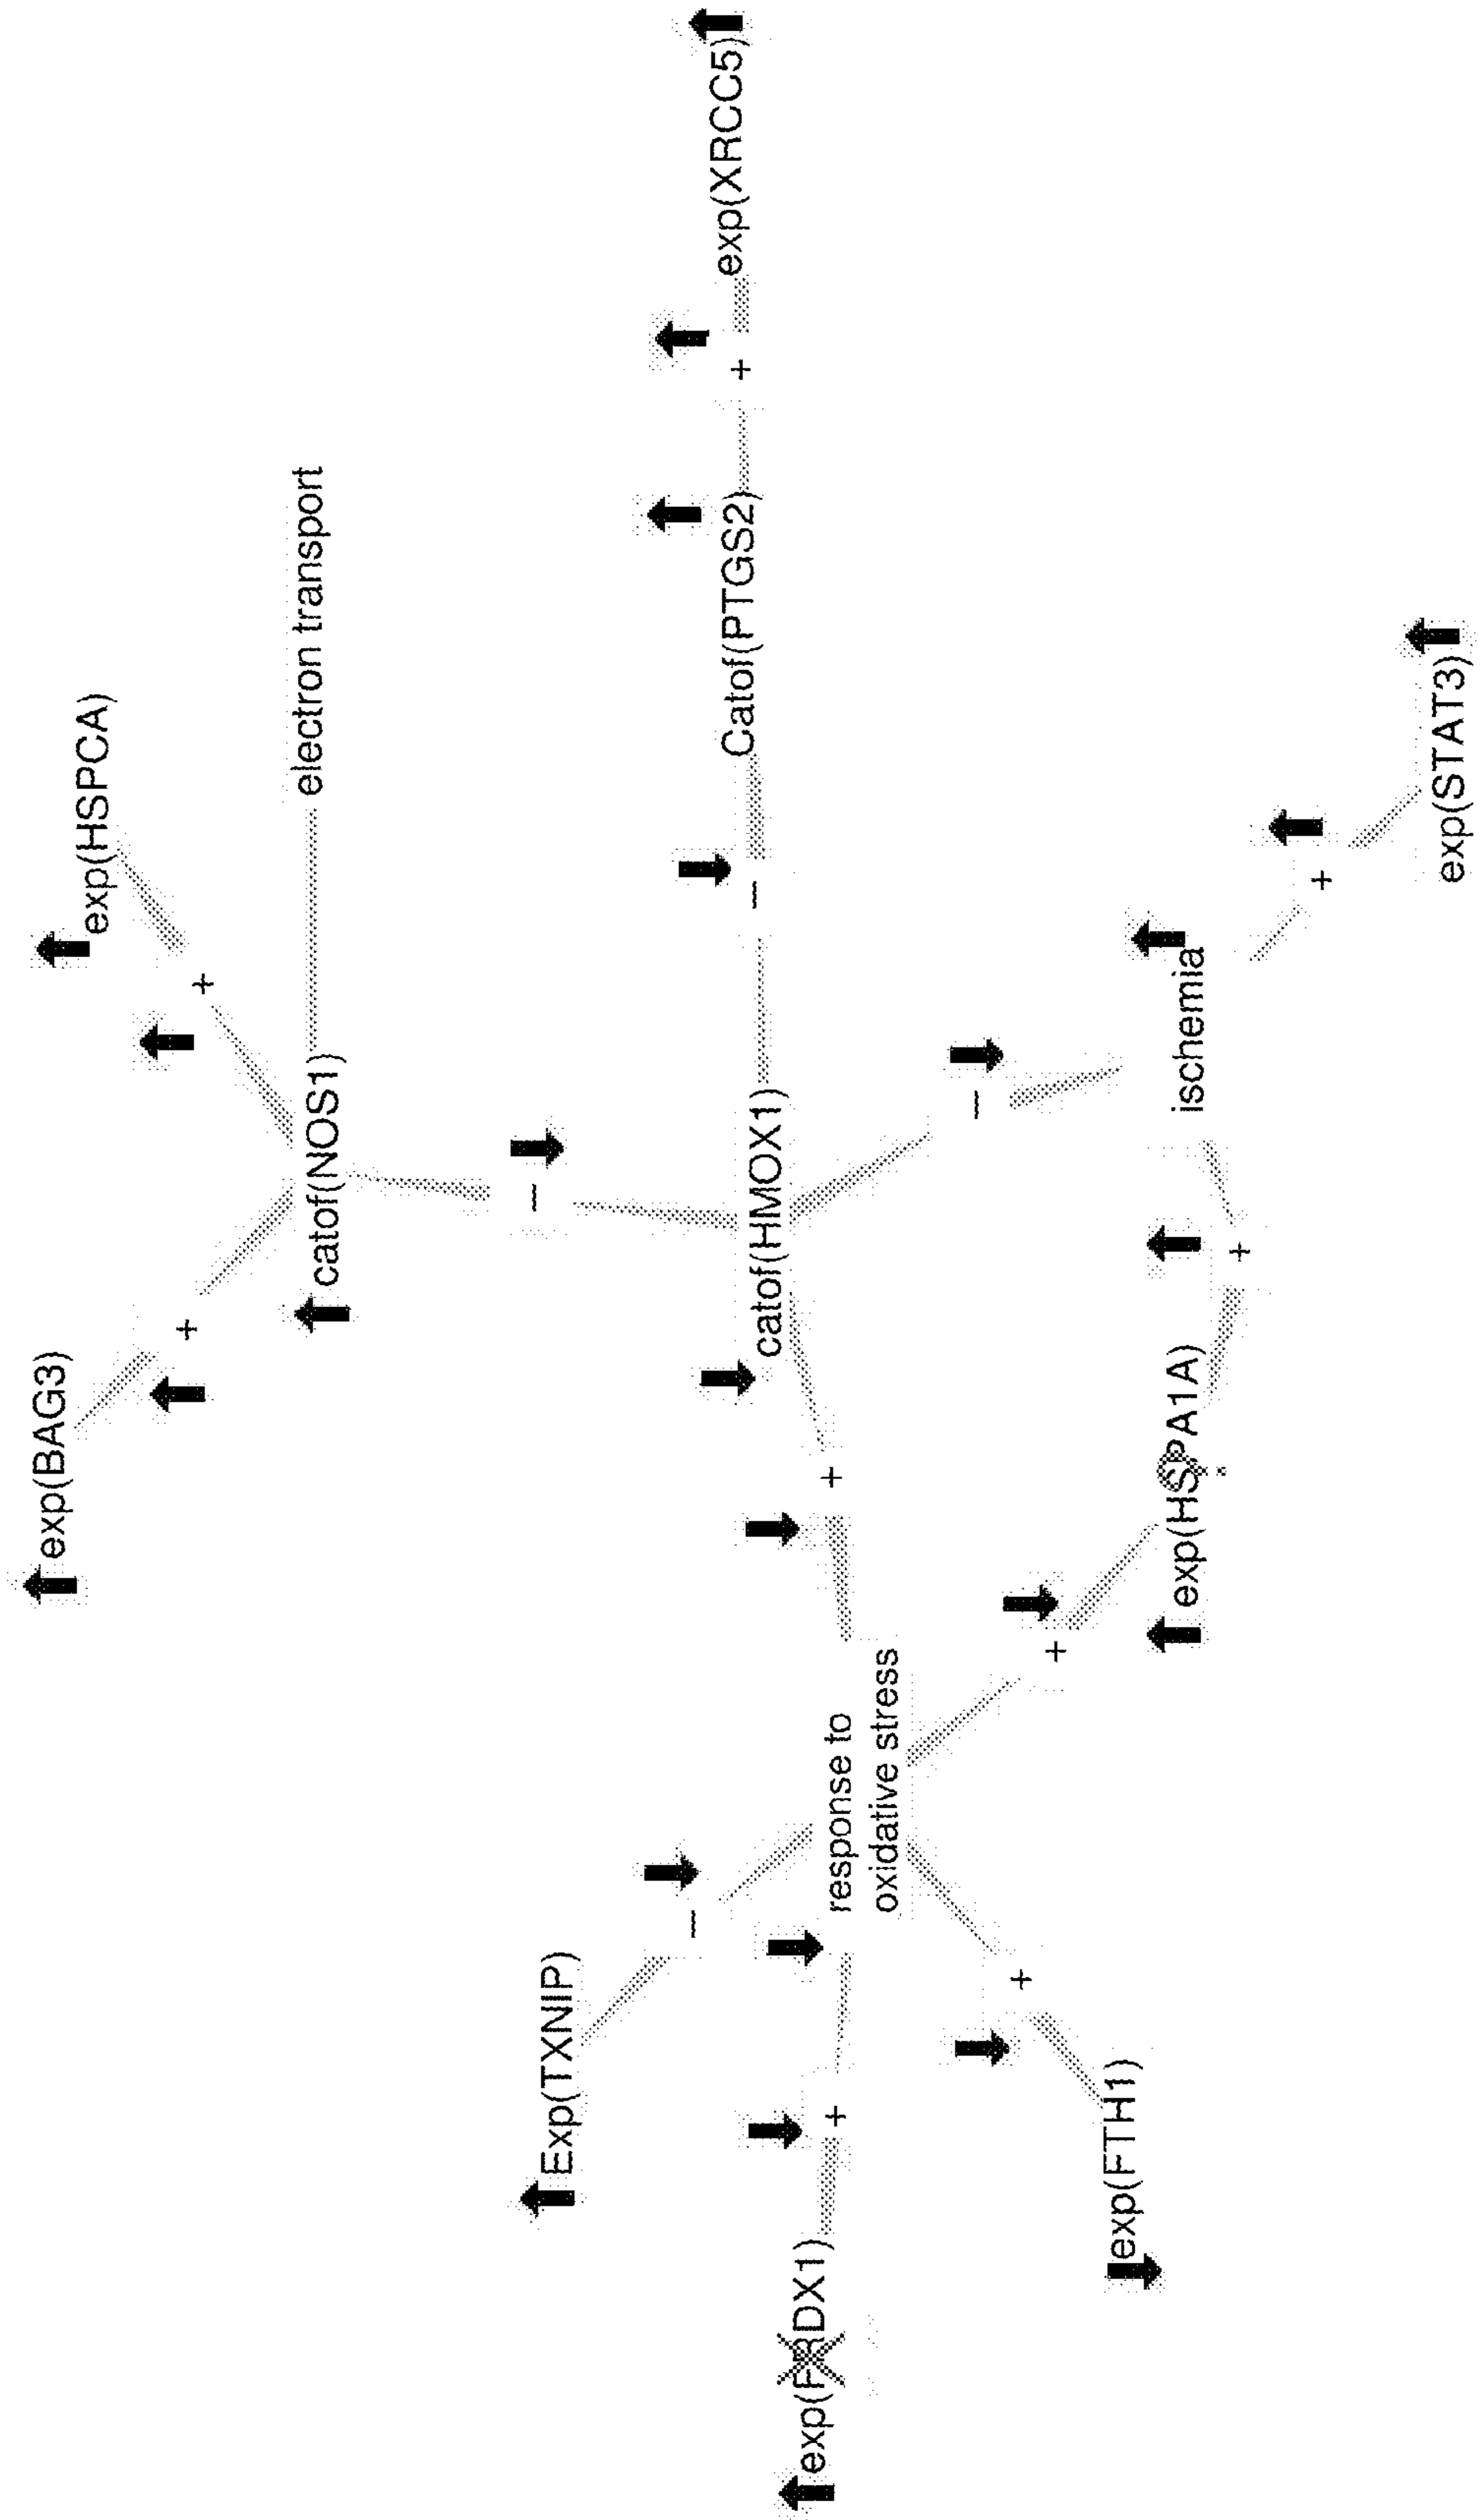 exp(BAG3)
exp(HSPCA)
+
+
catof(NOS1)
electron transport
−
Exp(TXNIP)
−
catof(HMOX1)
−
Catof(PTGS2)
+
exp(XRCC5)
exp(FRDX1)
+
response to
oxidative stress
+
−
+
+
exp(FTH1)
exp(HSPA1A)
?
ischemia
+
+
exp(STAT3)